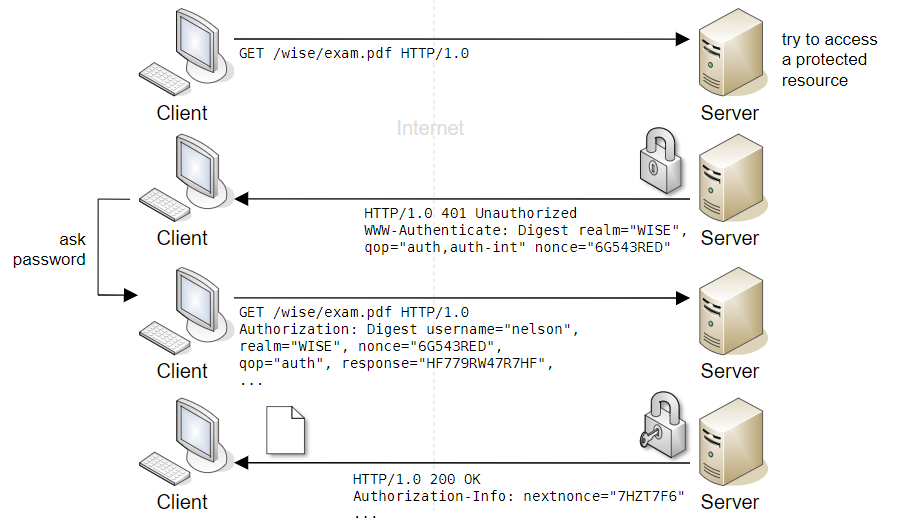 GET /wise/exam.pdf HTTP/1.0
try to access
a protected
resource
Client
Server
Internet
HTTP/1.0 401 Unauthorized
WWW-Authenticate: Digest realm="WISE",
qop="auth,auth-int" nonce="6G543RED"
Client
Server
ask
password
GET /wise/exam.pdf HTTP/1.0
Authorization: Digest username="nelson",
realm="WISE", nonce="6G543RED",
qop="auth", response="HF779RW47R7HF",
...
Client
Server
HTTP/1.0 200 OK
Authorization-Info: nextnonce="7HZT7F6"
...
Client
Server